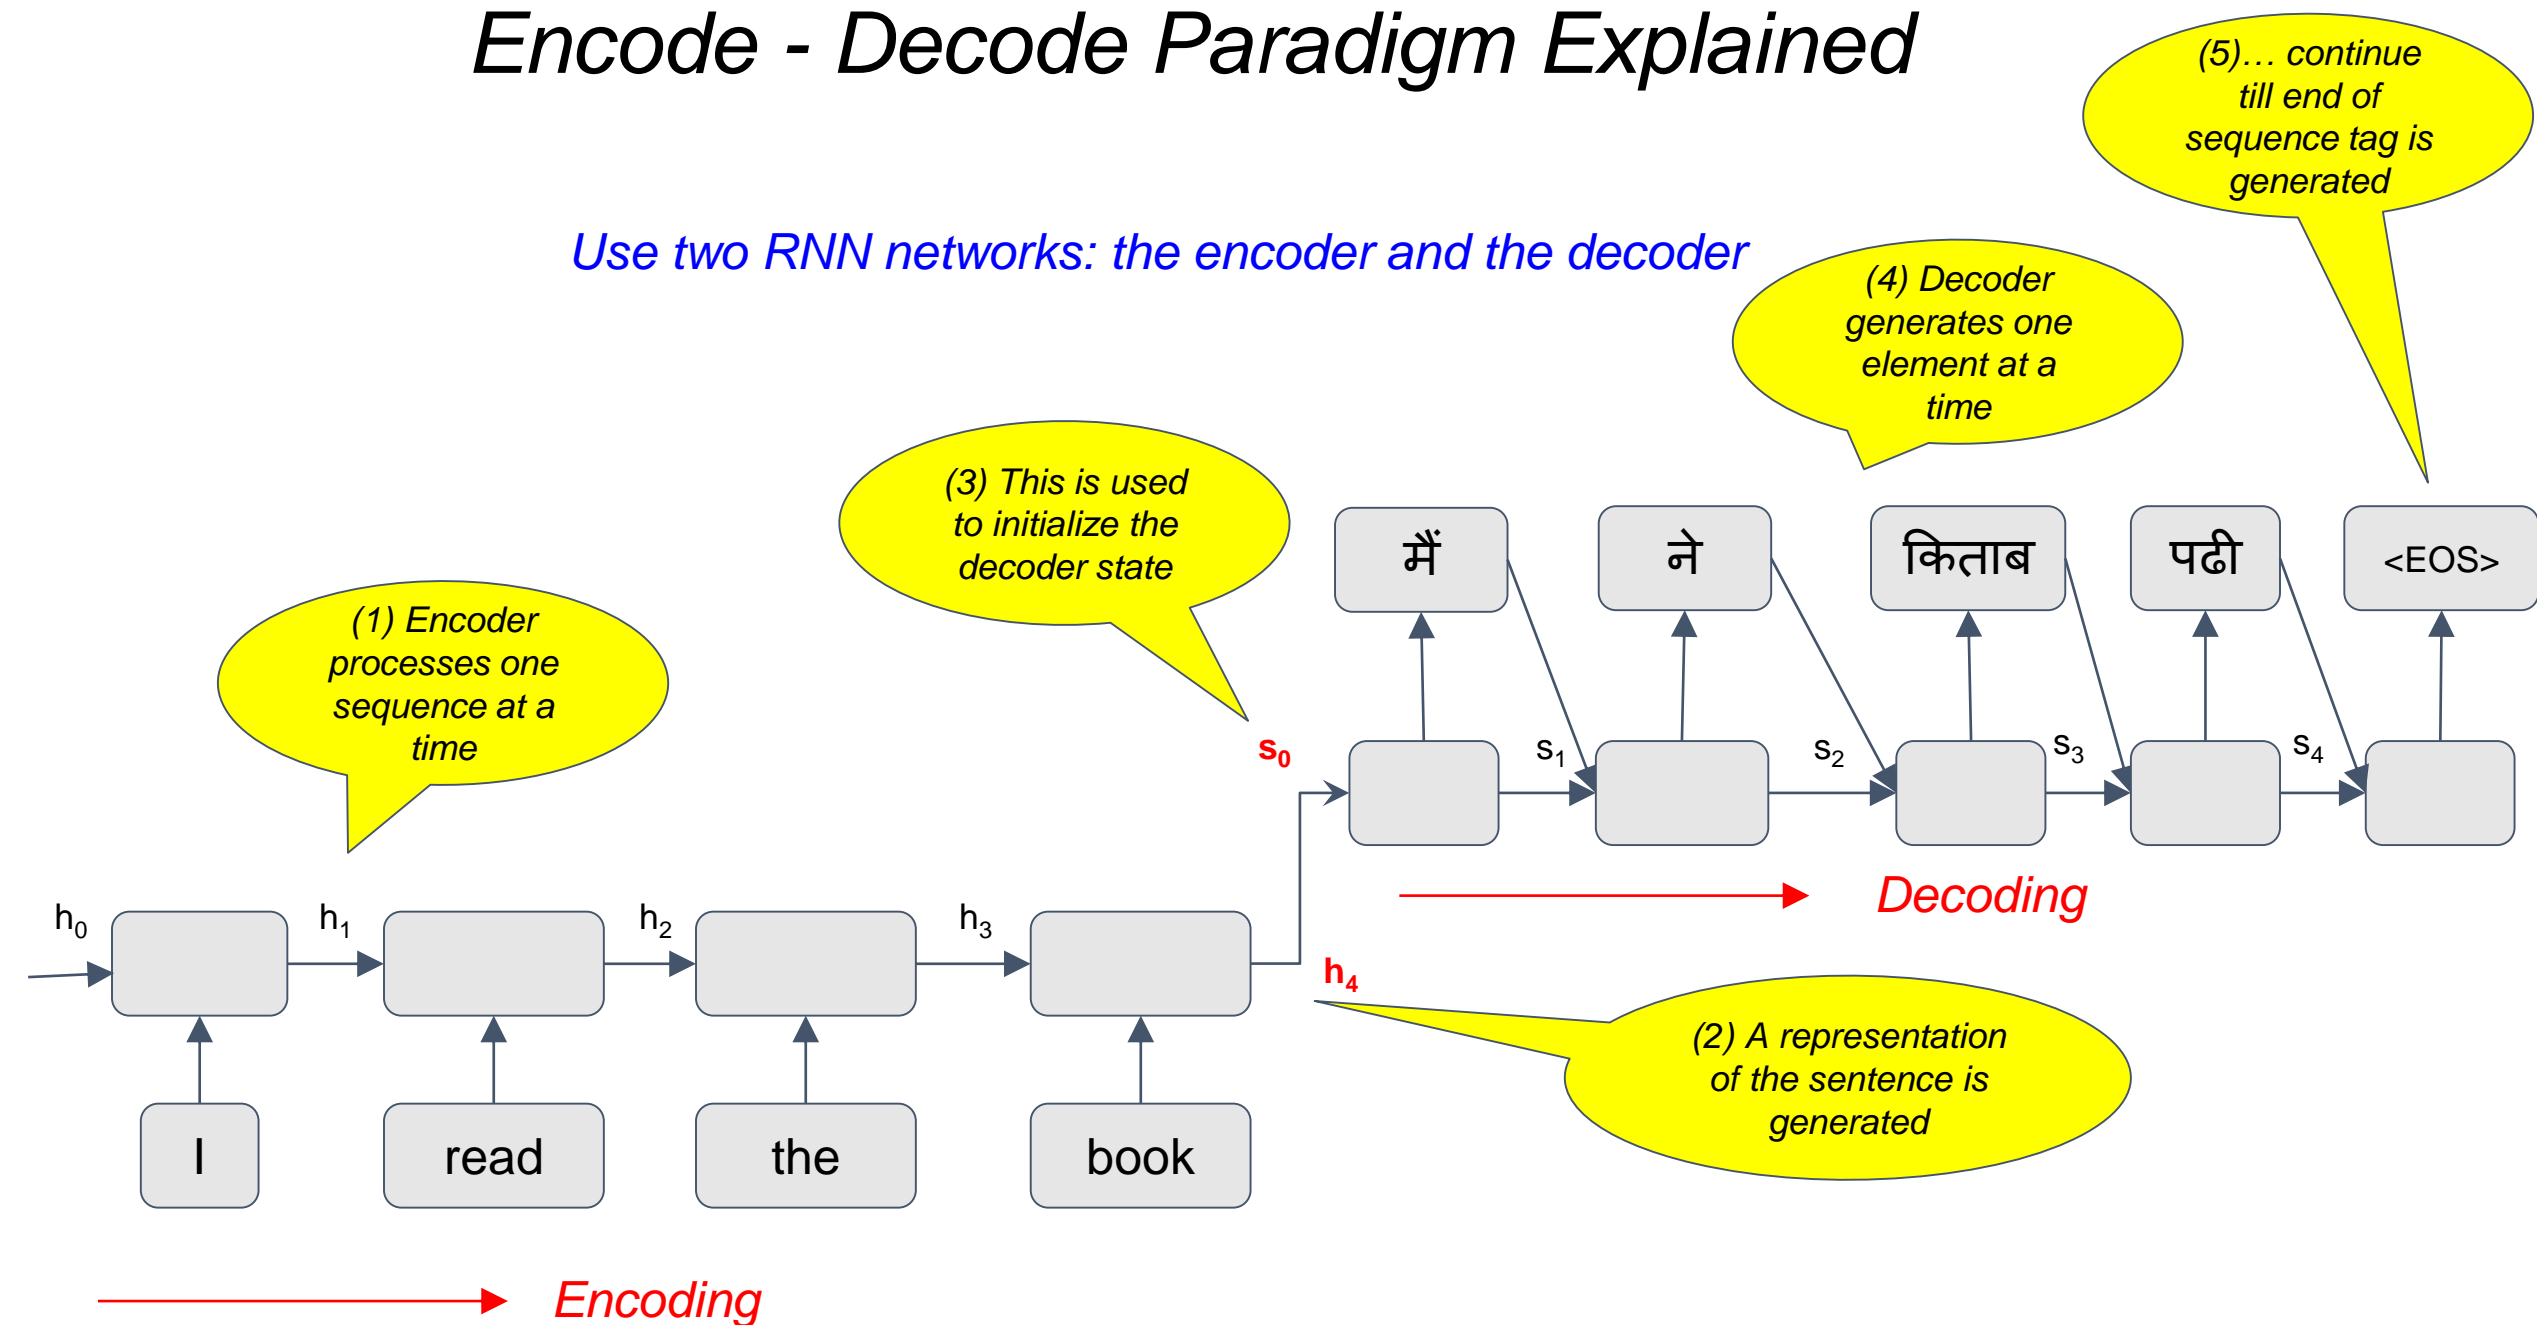 Encode - Decode Paradigm Explained
(5)… continue
till end of
sequence tag is
generated
Use two RNN networks: the encoder and the decoder
(4) Decoder
generates one
element at a
time
(3) This is used
to initialize the
decoder state
(1) Encoder
processes one
sequence at a
time
मैं ने किताब पढी <EOS>
s0 s1 s2 s3 s4
Decoding
h0 h1 h2 h3 h4
(2) A representation
of the sentence is
generated
I read the book
Encoding